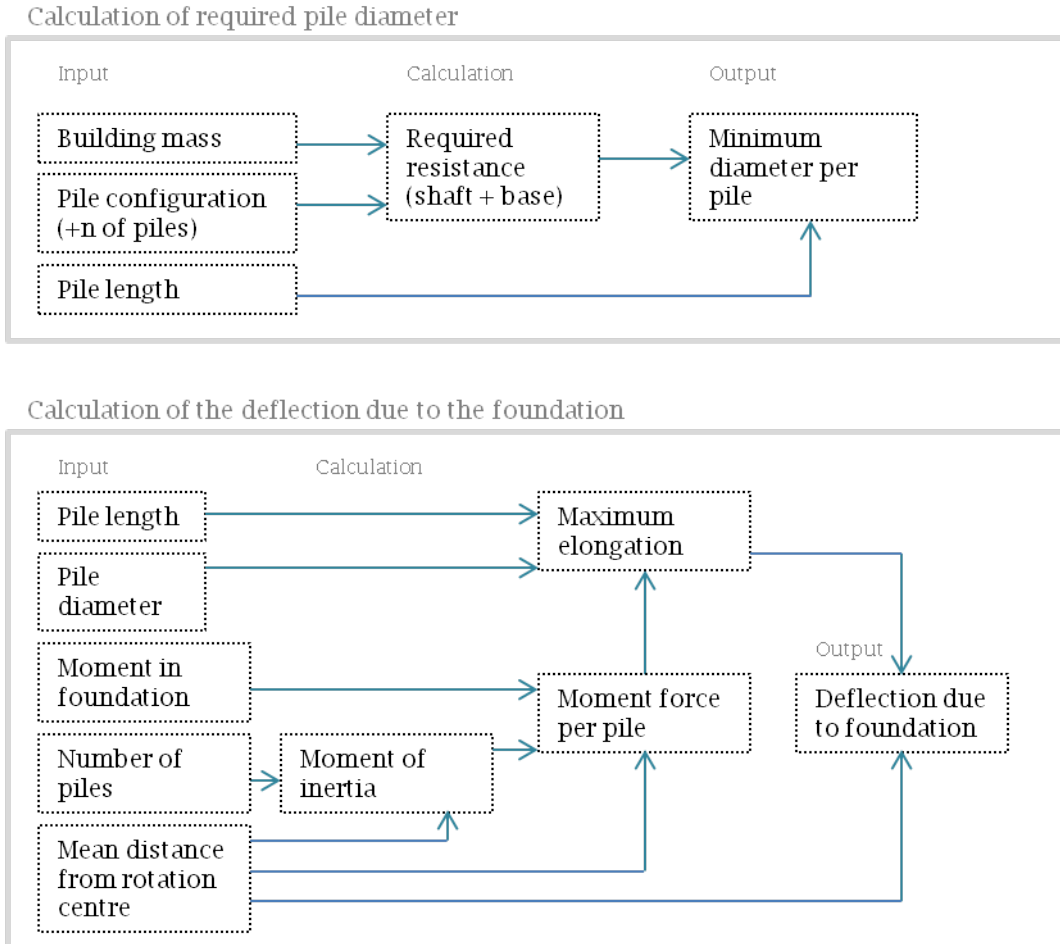 Calculation of required pile diameter
Input
Calculation
Output
Building mass
Required
resistance
(shaft + base)
Minimum
diameter per
pile
Pile configuration
(+n of piles)
Pile length
Calculation of the deflection due to the foundation
Input
Calculation
Pile length
Maximum
elongation
Pile
diameter
Output
Moment in
foundation
Moment force
per pile
Deflection due
to foundation
Number of
piles
Moment of
inertia
Mean distance
from rotation
centre